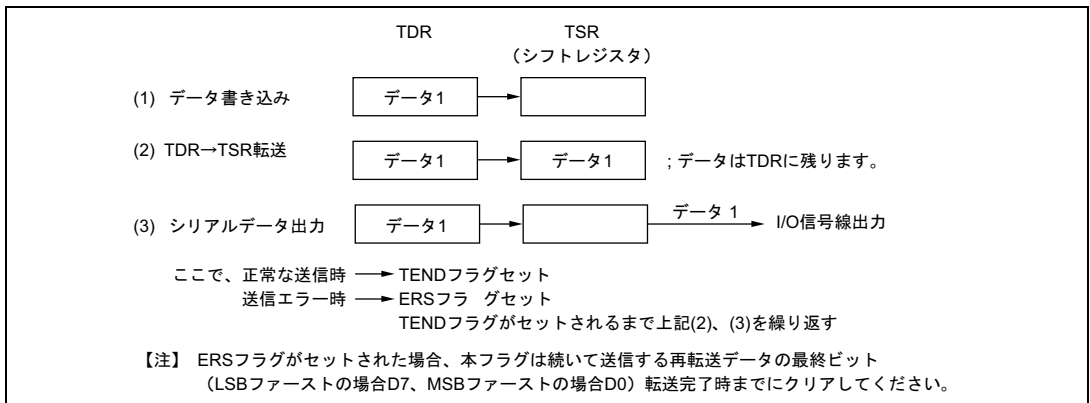 TDR TSR
（シフトレジスタ）
(1) データ書き込み データ1
(2) TDR→TSR転送 データ1 データ1 ; データはTDRに残ります。
(3) シリアルデータ出力 データ1 データ 1 I/O信号線出力
ここで、正常な送信時 → TENDフラグセット
送信エラー時 → ERSフラ グセット
TENDフラグがセットされるまで上記(2)、(3)を繰り返す
【注】 ERSフラグがセットされた場合、本フラグは続いて送信する再転送データの最終ビット
（LSBファーストの場合D7、MSBファーストの場合D0）転送完了時までにクリアしてください。